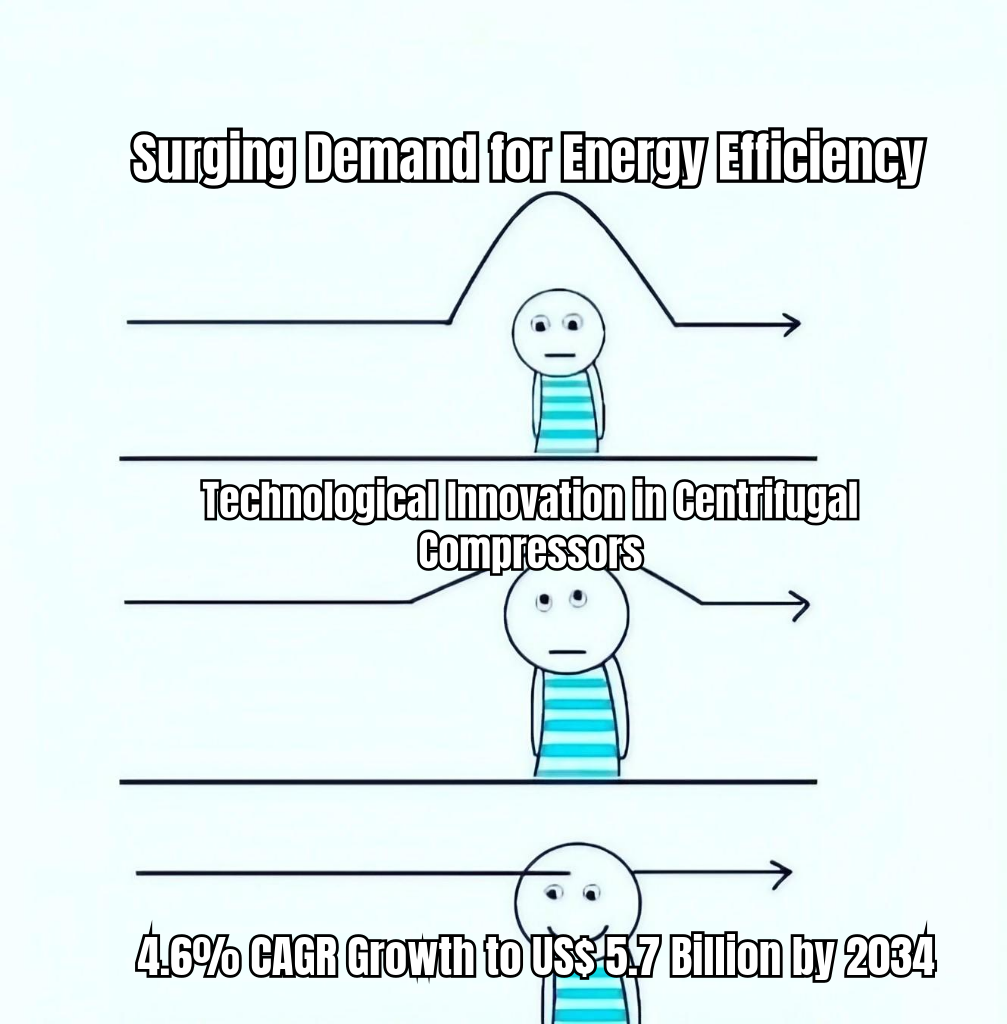 Surging Demand for Energy Efficiency
Technological Innovation in Centrifugal
Compressors
4.6% CAGR Growth to US$ 5.7 Billion by 2034